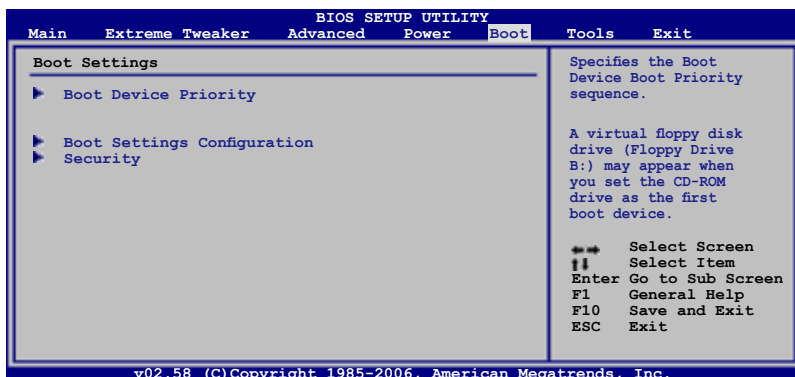 BIOS SETUP UTILITY
Main Extreme Tweaker Advanced Power Boot Tools Exit
Boot Settings
Boot Device Priority
Boot Settings Configuration
Security
Specifies the Boot
Device Boot Priority
sequence.
A virtual floppy disk
drive (Floppy Drive
B:) may appear when
you set the CD-ROM
drive as the first
boot device.
Select Screen
Select Item
Enter Go to Sub Screen
F1 General Help
F10 Save and Exit
ESC Exit
v02.58 (C)Copyright 1985-2006, American Megatrends, Inc.